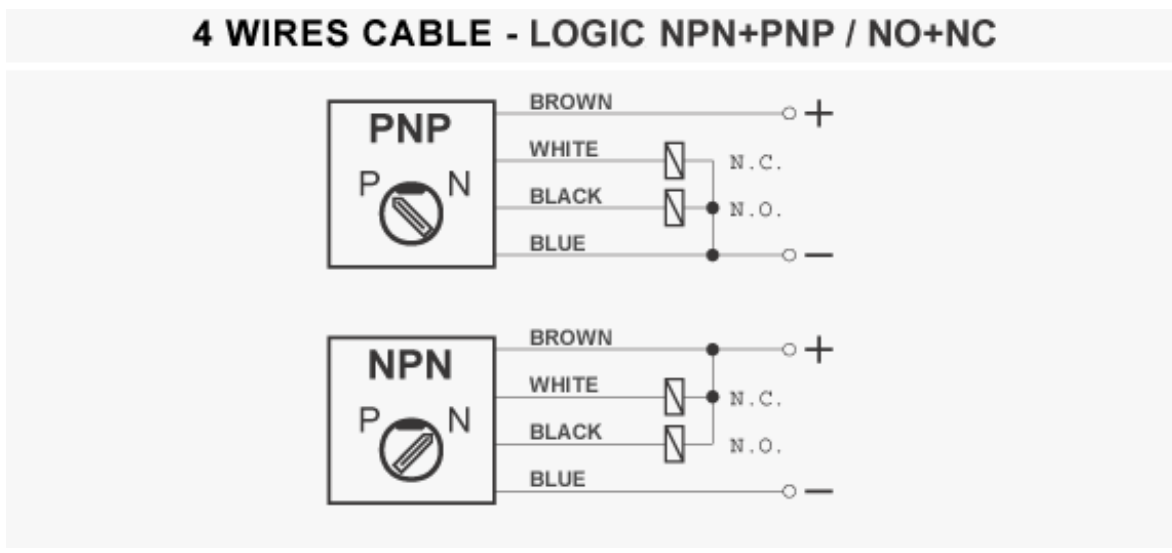 4 WIRES CABLE - LOGIC NPN+PNP / NO+NC
BROWN +
PNP
WHITE N.C.
P N
BLACK N.O.
BLUE −
BROWN +
NPN
WHITE N.C.
P N
BLACK N.O.
BLUE −